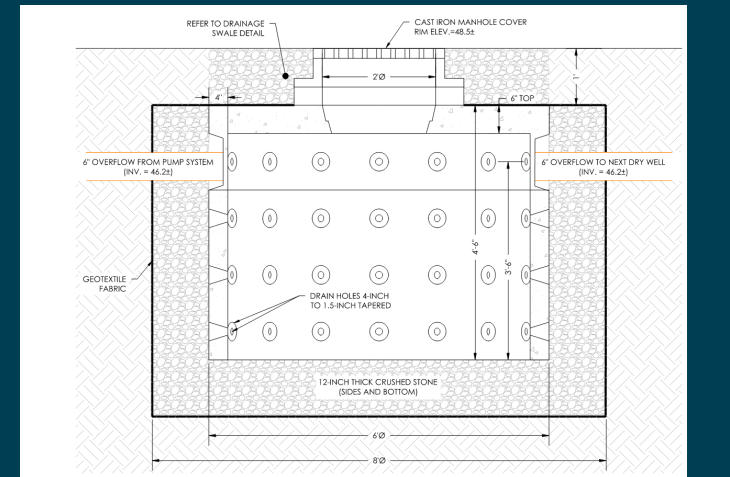 REFER TO DRAINAGE
SWALE DETAIL
CAST IRON MANHOLE COVER
RIM ELEV.=48.5±
2'Ø
1'
4"
6" TOP
6" OVERFLOW FROM PUMP SYSTEM
(INV. = 46.2±)
6" OVERFLOW TO NEXT DRY WELL
(INV. = 46.2±)
4'-6"
3'-6"
GEOTEXTILE
FABRIC
DRAIN HOLES 4-INCH
TO 1.5-INCH TAPERED
12-INCH THICK CRUSHED STONE
(SIDES AND BOTTOM)
6'Ø
8'Ø